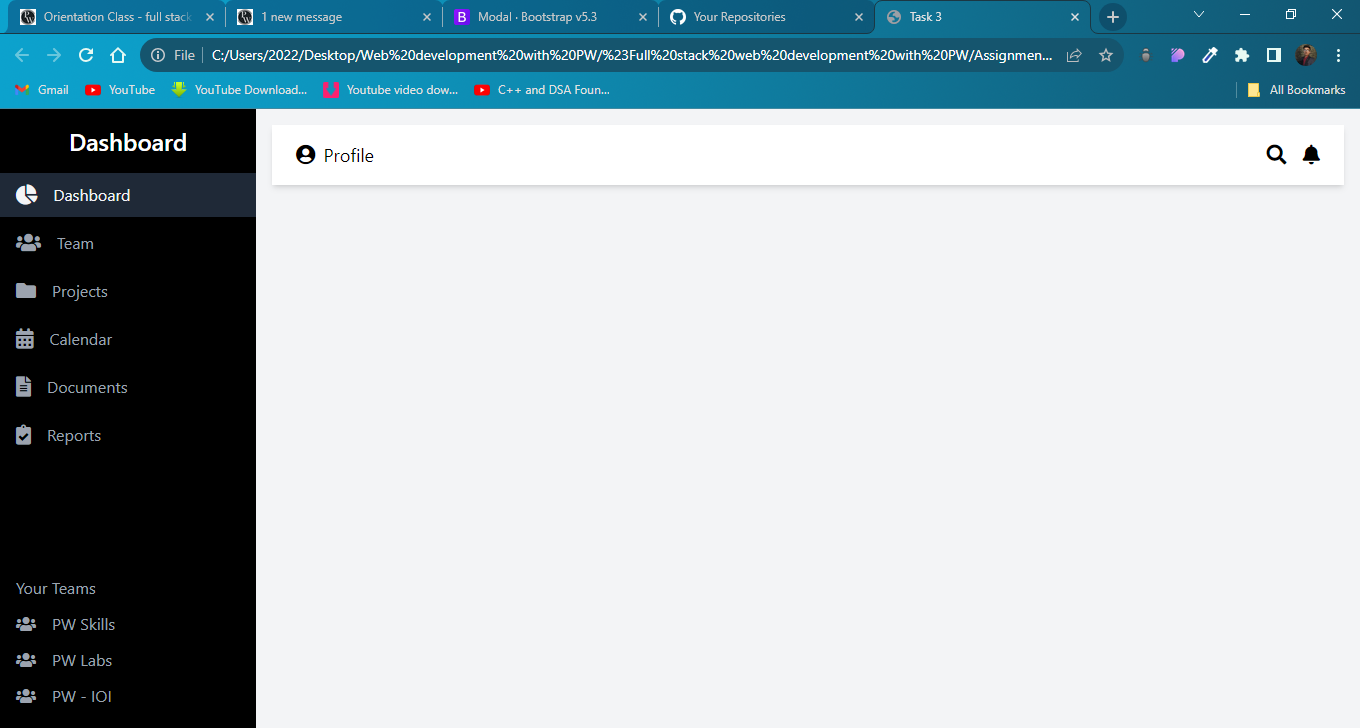 Orientation Class - full stack
1 new message
Modal · Bootstrap v5.3
Your Repositories
Task 3
File
C:/Users/2022/Desktop/Web%20development%20with%20PW/%23Full%20stack%20web%20development%20with%20PW/Assignmen...
Gmail
YouTube
YouTube Download...
Youtube video dow...
C++ and DSA Foun...
All Bookmarks
Dashboard
Profile
Dashboard
Team
Projects
Calendar
Documents
Reports
Your Teams
PW Skills
PW Labs
PW - IOI